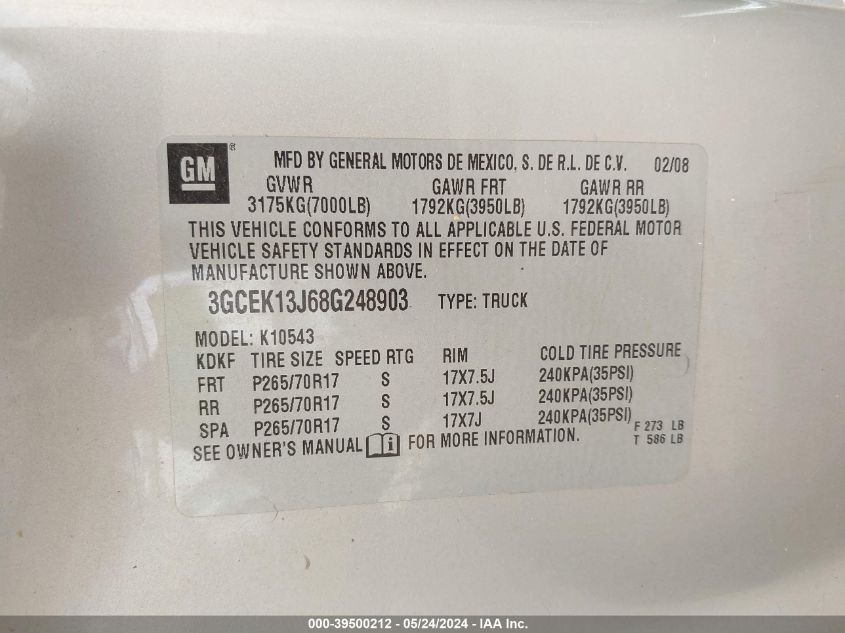 GM® MFD BY GENERAL MOTORS DE MEXICO, S. DE R.L. DE C.V. 02/08
GVWR GAWR FRT GAWR RR
3175KG(7000LB) 1792KG(3950LB) 1792KG(3950LB)
THIS VEHICLE CONFORMS TO ALL APPLICABLE U.S. FEDERAL MOTOR
VEHICLE SAFETY STANDARDS IN EFFECT ON THE DATE OF
MANUFACTURE SHOWN ABOVE.
3GCEK13J68G248903 TYPE: TRUCK
MODEL: K10543
KDKF TIRE SIZE SPEED RTG RIM COLD TIRE PRESSURE
FRT P265/70R17 S 17X7.5J 240KPA(35PSI)
RR P265/70R17 S 17X7.5J 240KPA(35PSI)
SPA P265/70R17 S 17X7J 240KPA(35PSI)
F 273 LB
SEE OWNER'S MANUAL i FOR MORE INFORMATION. T 586 LB
000-39500212 - 05/24/2024 - IAA Inc.